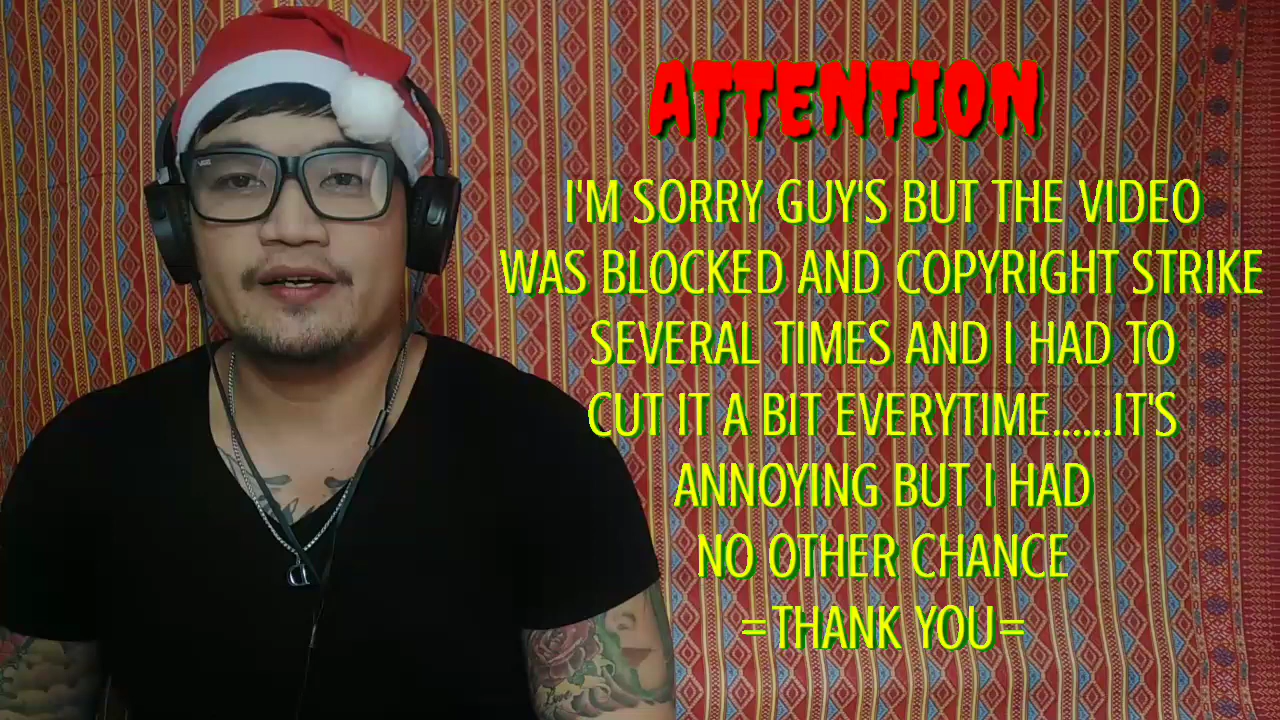 ATTENTION
I'M SORRY GUY'S BUT THE VIDEO
WAS BLOCKED AND COPYRIGHT STRIKE
SEVERAL TIMES AND I HAD TO
CUT IT A BIT EVERYTIME......IT'S
ANNOYING BUT I HAD
NO OTHER CHANCE
=THANK YOU=